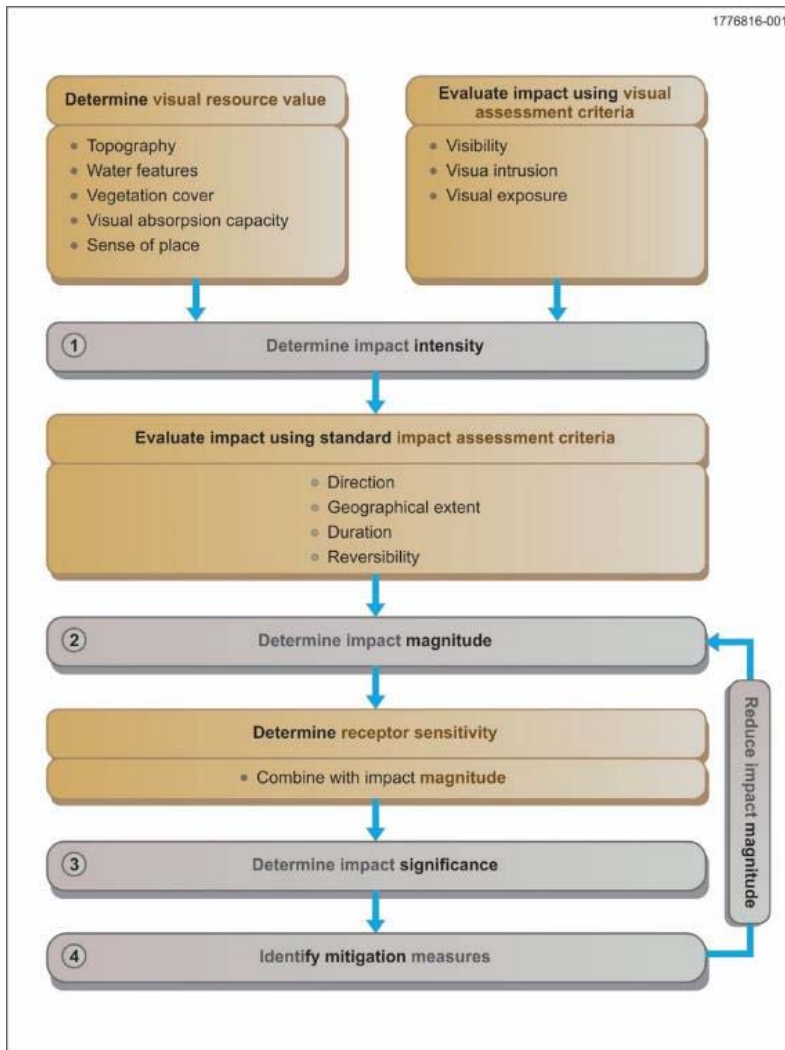 1776816-001
Determine visual resource value
• Topography
• Water features
• Vegetation cover
• Visual absorpsion capacity
• Sense of place
Evaluate impact using visual
assessment criteria
• Visibility
• Visua intrusion
• Visual exposure
1 Determine impact intensity
Evaluate impact using standard impact assessment criteria
• Direction
• Geographical extent
• Duration
• Reversibility
2 Determine impact magnitude
Determine receptor sensitivity
• Combine with impact magnitude
3 Determine impact significance
4 Identify mitigation measures
Reduce impact magnitude